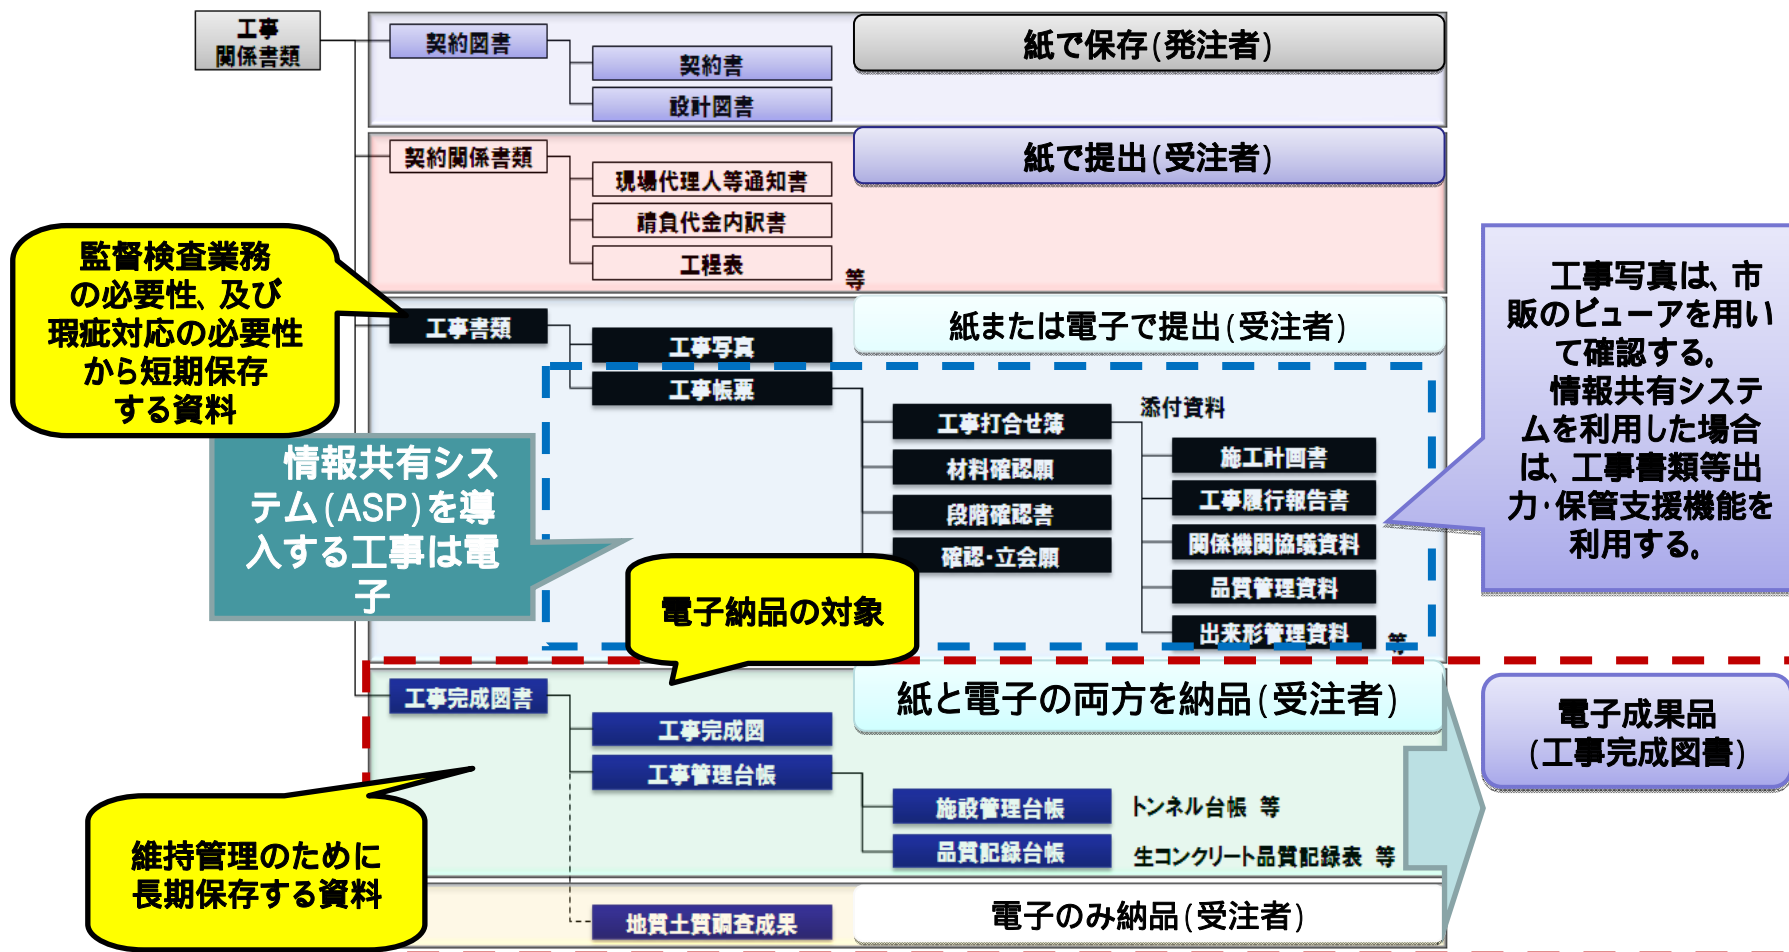 工事
関係書類
契約図書
契約書
設計図書
紙で保存(発注者)
契約関係書類
現場代理人等通知書
請負代金内訳書
工程表
等
紙で提出(受注者)
監督検査業務
の必要性、及び
瑕疵対応の必要性
から短期保存
する資料
工事書類
工事写真
工事帳票
紙または電子で提出(受注者)
工事打合せ簿
材料確認願
段階確認書
確認・立会願
添付資料
施工計画書
工事履行報告書
関係機関協議資料
品質管理資料
出来形管理資料
等
工事写真は、市
販のビューアを用い
て確認する。
情報共有システ
ムを利用した場合
は、工事書類等出
力・保管支援機能を
利用する。
情報共有シス
テム(ASP)を導
入する工事は電
子
電子納品の対象
工事完成図書
工事完成図
工事管理台帳
紙と電子の両方を納品(受注者)
電子成果品
(工事完成図書)
施設管理台帳
トンネル台帳 等
品質記録台帳
生コンクリート品質記録表 等
維持管理のために
長期保存する資料
地質土質調査成果
電子のみ納品(受注者)